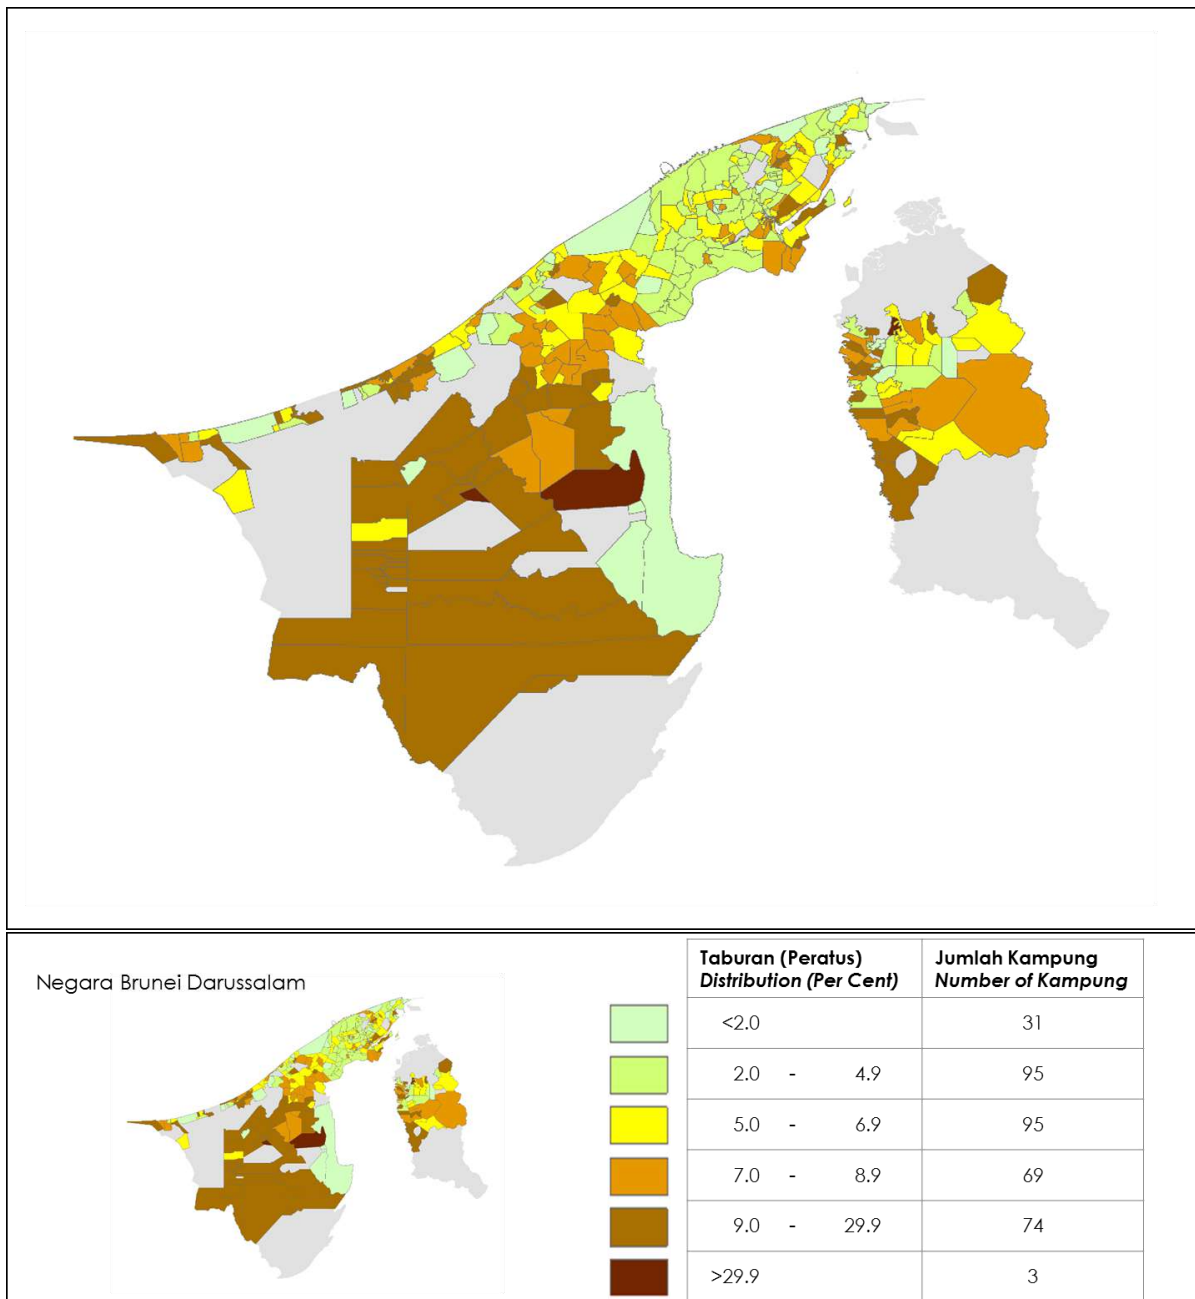 Negara Brunei Darussalam
Taburan (Peratus) Jumlah Kampung
Distribution (Per Cent) Number of Kampung
<2.0 31
2.0 - 4.9 95
5.0 - 6.9 95
7.0 - 8.9 69
9.0 - 29.9 74
>29.9 3